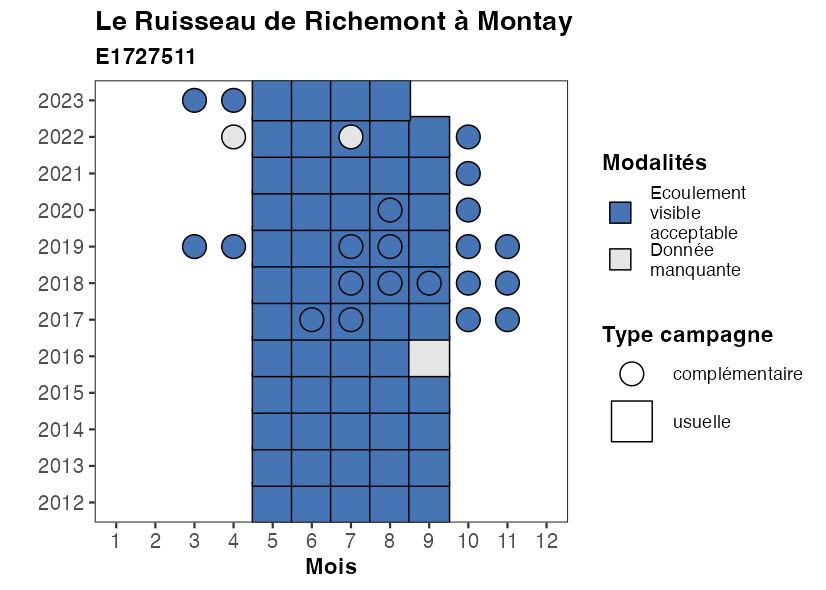 Le Ruisseau de Richemont à Montay
E1727511
2023
2022
2021
2020
2019
2018
2017
2016
2015
2014
2013
2012
1 2 3 4 5 6 7 8 9 10 11 12
Mois
Modalités
Ecoulement
visible
acceptable
Donnée
manquante
Type campagne
complémentaire
usuelle